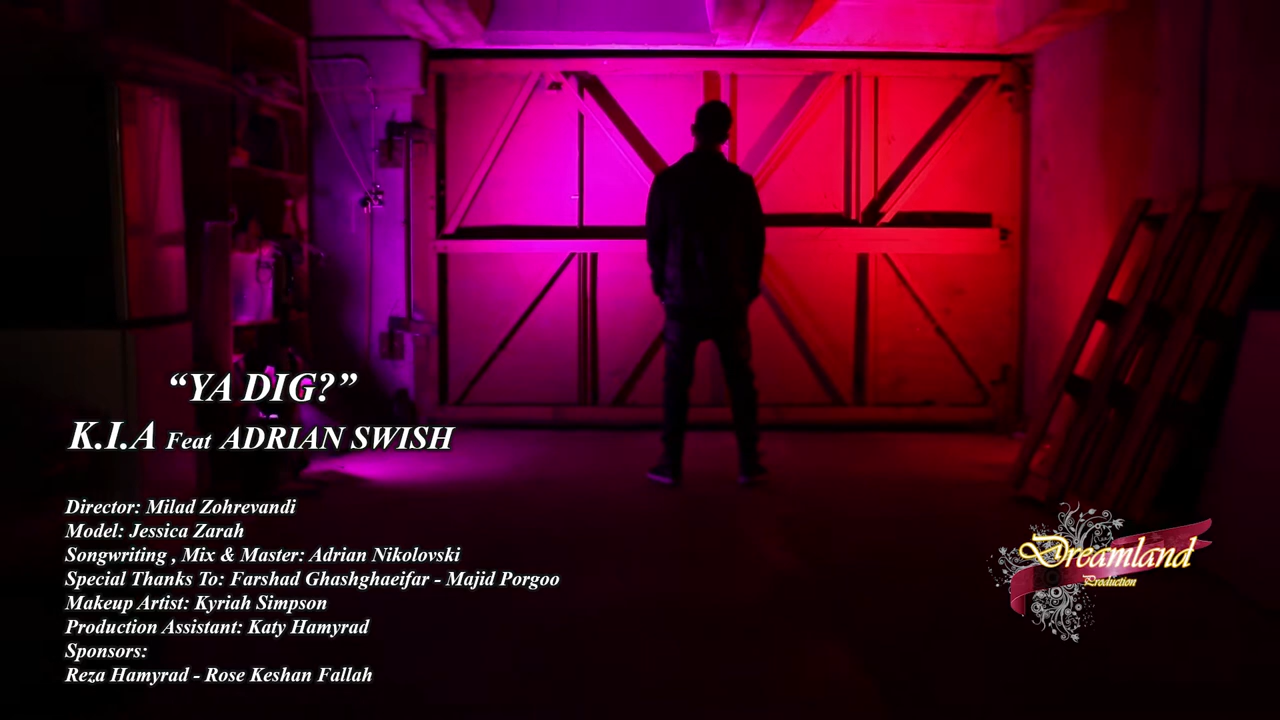 “YA DIG?”
K.I.A Feat ADRIAN SWISH
Director: Milad Zohrevandi
Model: Jessica Zarah
Songwriting , Mix & Master: Adrian Nikolovski
Special Thanks To: Farshad Ghashghaeifar - Majid Porgoo
Makeup Artist: Kyriah Simpson
Production Assistant: Katy Hamyrad
Sponsors:
Reza Hamyrad - Rose Keshan Fallah
Dreamland
Production